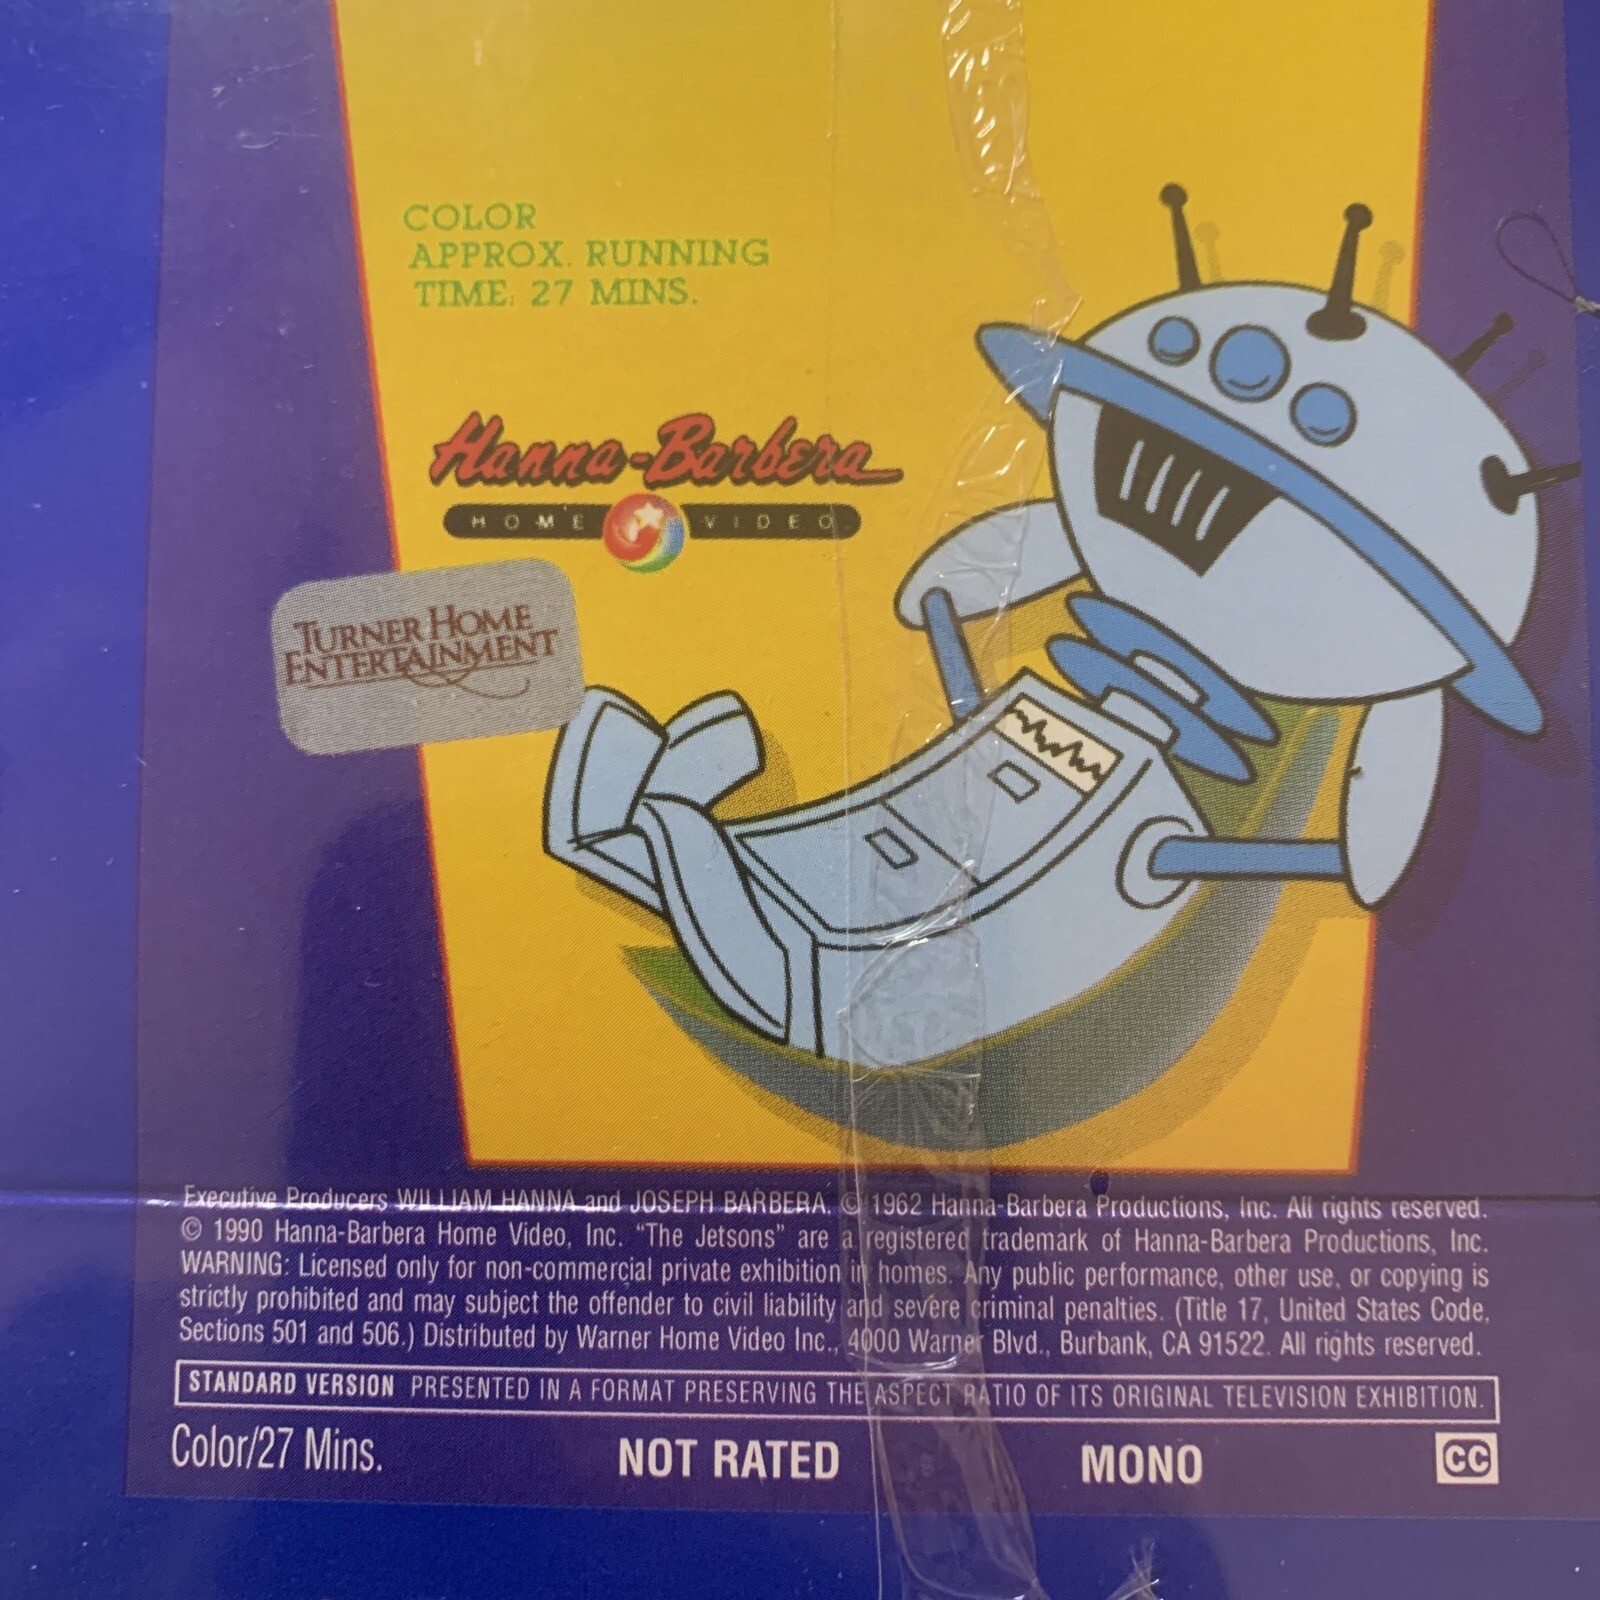 COLOR
APPROX. RUNNING
TIME: 27 MINS.
Hanna-Barbera
HOME VIDEO
TURNER HOME
ENTERTAINMENT
Executive Producers WILLIAM HANNA and JOSEPH BARBERA. © 1962 Hanna-Barbera Productions, Inc. All rights reserved.
© 1990 Hanna-Barbera Home Video, Inc. “The Jetsons” are a registered trademark of Hanna-Barbera Productions, Inc.
WARNING: Licensed only for non-commercial private exhibition in homes. Any public performance, other use, or copying is
strictly prohibited and may subject the offender to civil liability and severe criminal penalties. (Title 17, United States Code,
Sections 501 and 506.) Distributed by Warner Home Video Inc., 4000 Warner Blvd., Burbank, CA 91522. All rights reserved.
STANDARD VERSION PRESENTED IN A FORMAT PRESERVING THE ASPECT RATIO OF ITS ORIGINAL TELEVISION EXHIBITION.
Color/27 Mins. NOT RATED MONO CC